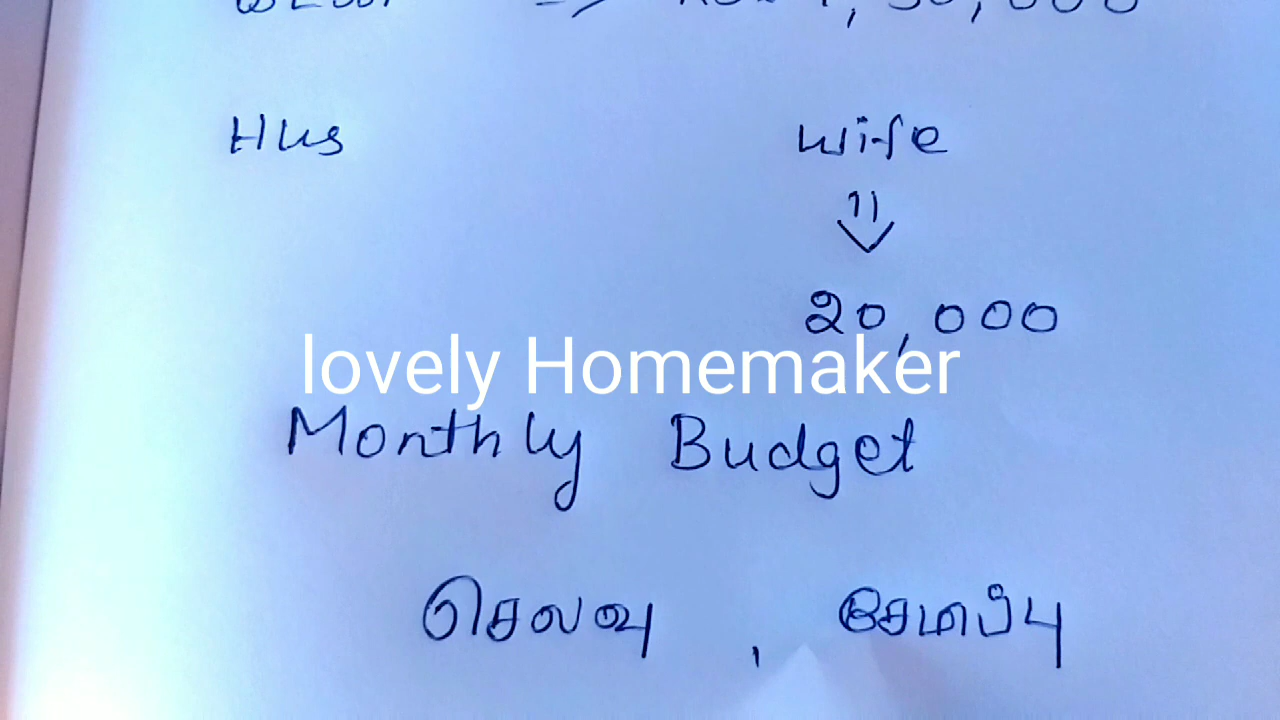 Hus wife
⇓
20,000
lovely Homemaker
Monthly Budget
செலவு , சேமிப்பு